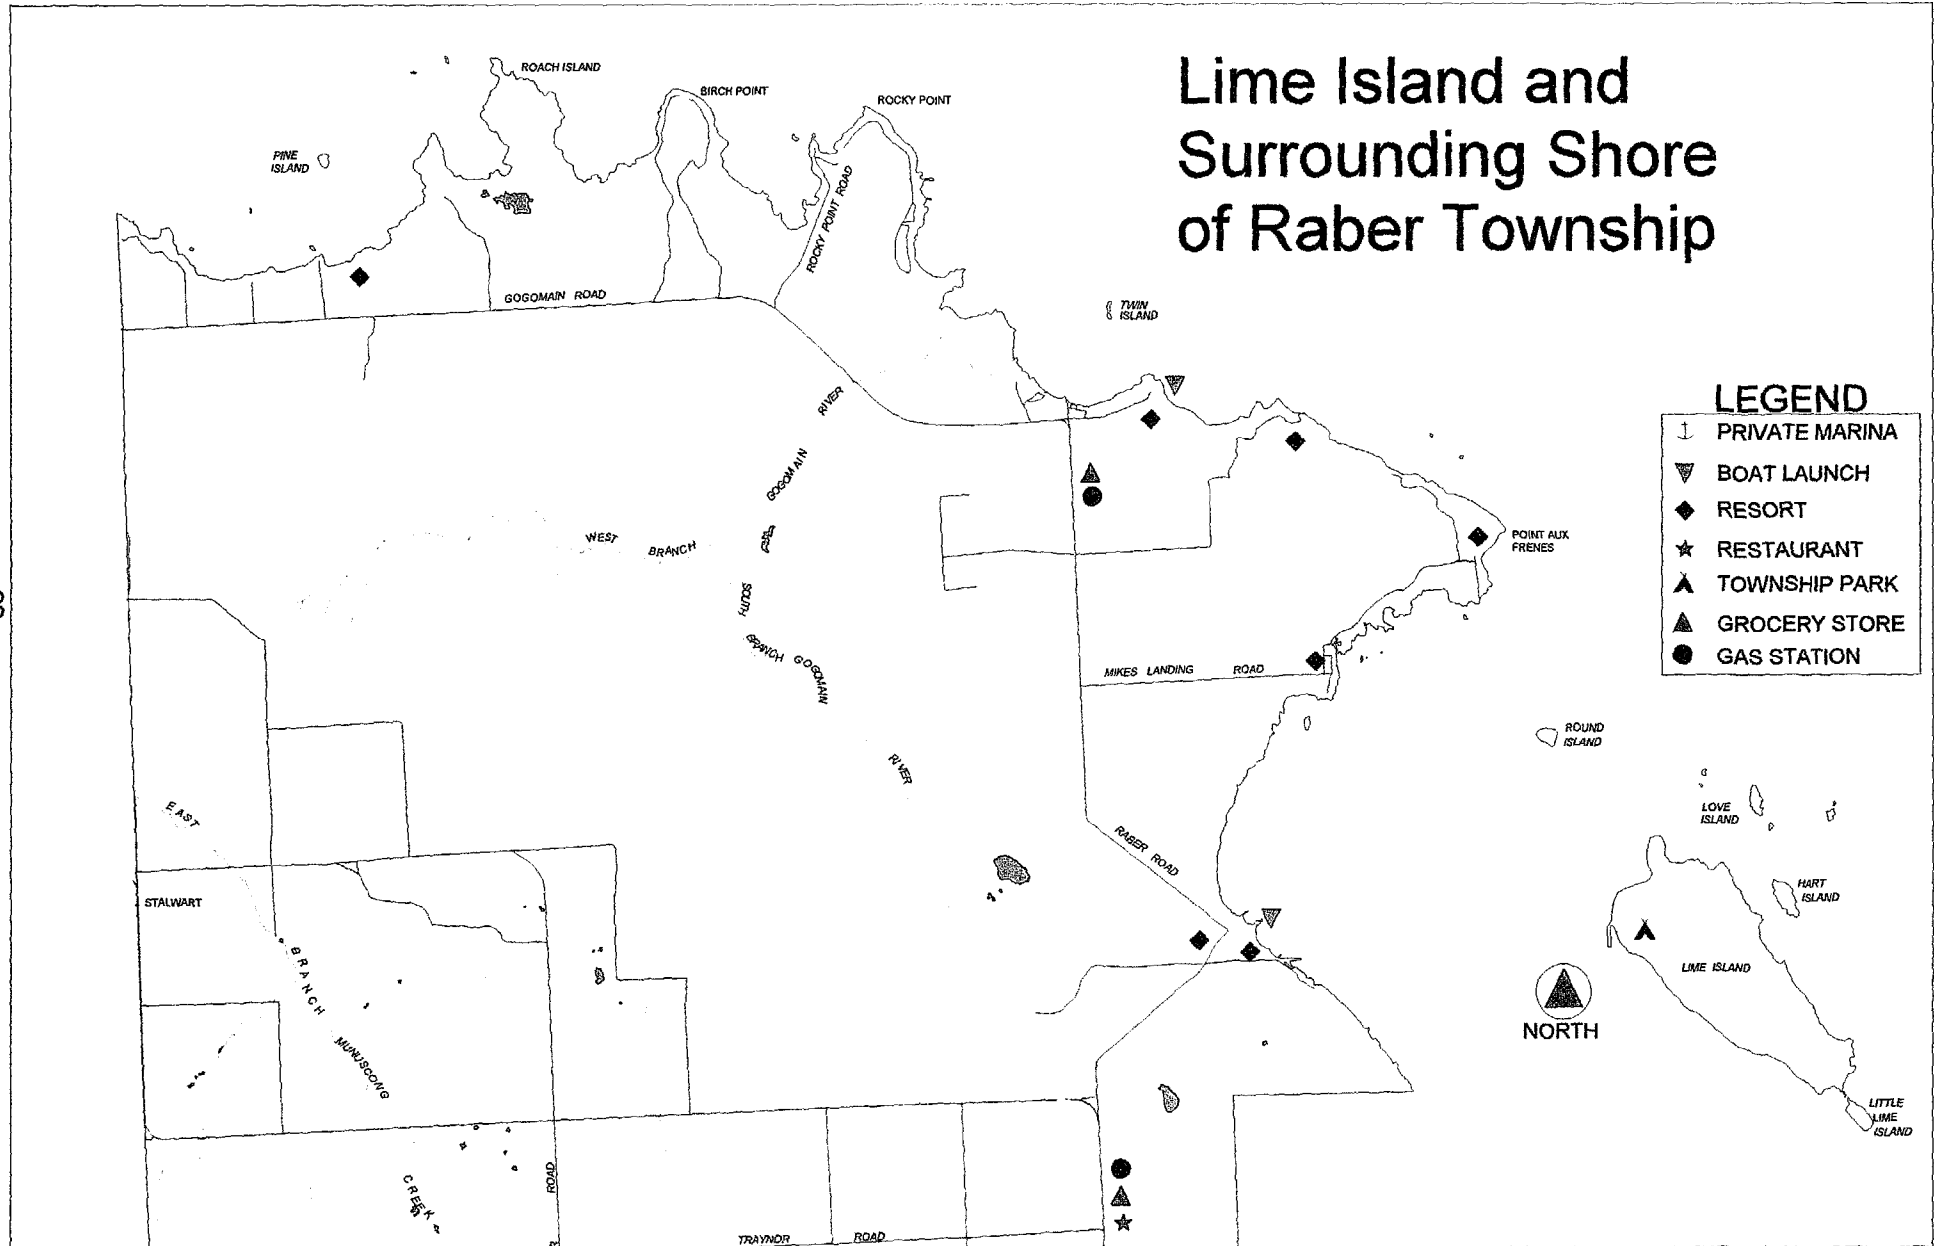 Lime Island and
Surrounding Shore
of Raber Township
ROACH ISLAND
BIRCH POINT
ROCKY POINT
PINE
ISLAND
ROCKY POINT ROAD
GOGOMAIN ROAD
TWIN
ISLAND
LEGEND
PRIVATE MARINA
BOAT LAUNCH
RESORT
RESTAURANT
TOWNSHIP PARK
GROCERY STORE
GAS STATION
RIVER
GOGOMAIN
WEST BRANCH
POINT AUX
FRENES
SOUTH
BRANCH GOGOMAIN
RIVER
MIKES LANDING ROAD
ROUND
ISLAND
LOVE
ISLAND
EAST
RABER ROAD
STALWART
HART
ISLAND
BRANCH
LIME ISLAND
NORTH
MUNUSCONG
LITTLE
LIME
ISLAND
CREEK
ROAD
TRAYNOR ROAD